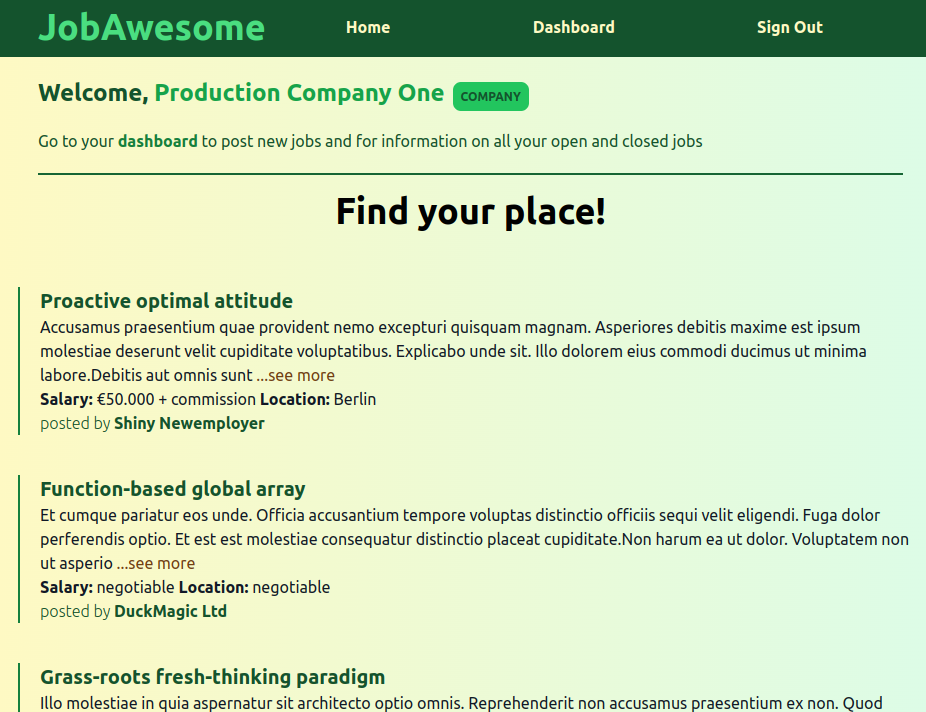 JobAwesome Home Dashboard Sign Out
Welcome, Production Company One COMPANY
Go to your dashboard to post new jobs and for information on all your open and closed jobs
Find your place!
Proactive optimal attitude
Accusamus praesentium quae provident nemo excepturi quisquam magnam. Asperiores debitis maxime est ipsum
molestiae deserunt velit cupiditate voluptatibus. Explicabo unde sit. Illo dolorem eius commodi ducimus ut minima
labore.Debitis aut omnis sunt ...see more
Salary: €50.000 + commission Location: Berlin
posted by Shiny Newemployer
Function-based global array
Et cumque pariatur eos unde. Officia accusantium tempore voluptas distinctio officiis sequi velit eligendi. Fuga dolor
perferendis optio. Et est est molestiae consequatur distinctio placeat cupiditate.Non harum ea ut dolor. Voluptatem non
ut asperio ...see more
Salary: negotiable Location: negotiable
posted by DuckMagic Ltd
Grass-roots fresh-thinking paradigm
Illo molestiae in quia aspernatur sit architecto optio omnis. Reprehenderit non accusamus praesentium ex non. Quod